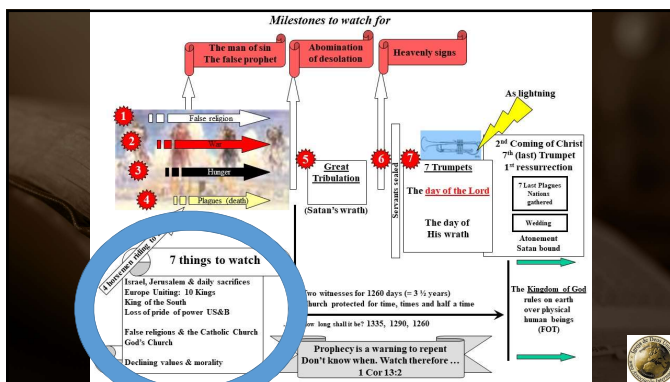 Milestones to watch for
The man of sin
The false prophet
Abomination
of desolation
Heavenly signs
As lightning
1
False religion
2
War
3
Hunger
4
Plagues (death)
4 horsemen riding to
5
Great
Tribulation
(Satan's wrath)
6
Servants sealed
7
7 Trumpets
The day of the Lord
The day of
His wrath
2nd Coming of Christ
7th (last) Trumpet
1st ressurrection
7 Last Plagues
Nations
gathered
Wedding
Atonement
Satan bound
7 things to watch
Israel, Jerusalem & daily sacrifices
Europe Uniting: 10 Kings
King of the South
Loss of pride of power US&B
False religions & the Catholic Church
God's Church
Declining values & morality
Two witnesses for 1260 days (= 3 ½ years)
Church protected for time, times and half a time
How long shall it be? 1335, 1290, 1260
The Kingdom of God
rules on earth
over physical
human beings
(FOT)
Prophecy is a warning to repent
Don't know when. Watch therefore …
1 Cor 13:2